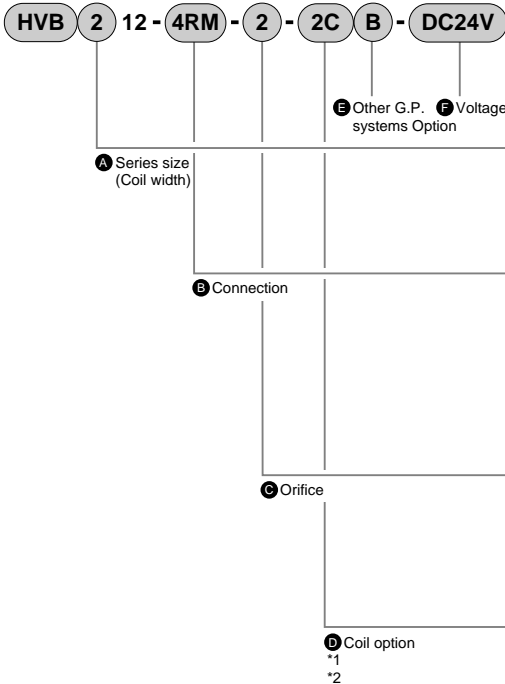 HVB 2 12 - 4RM - 2 - 2C B - DC24V
E Other G.P. systems Option
F Voltage
A Series size
(Coil width)
B Connection
C Orifice
D Coil option
*1
*2